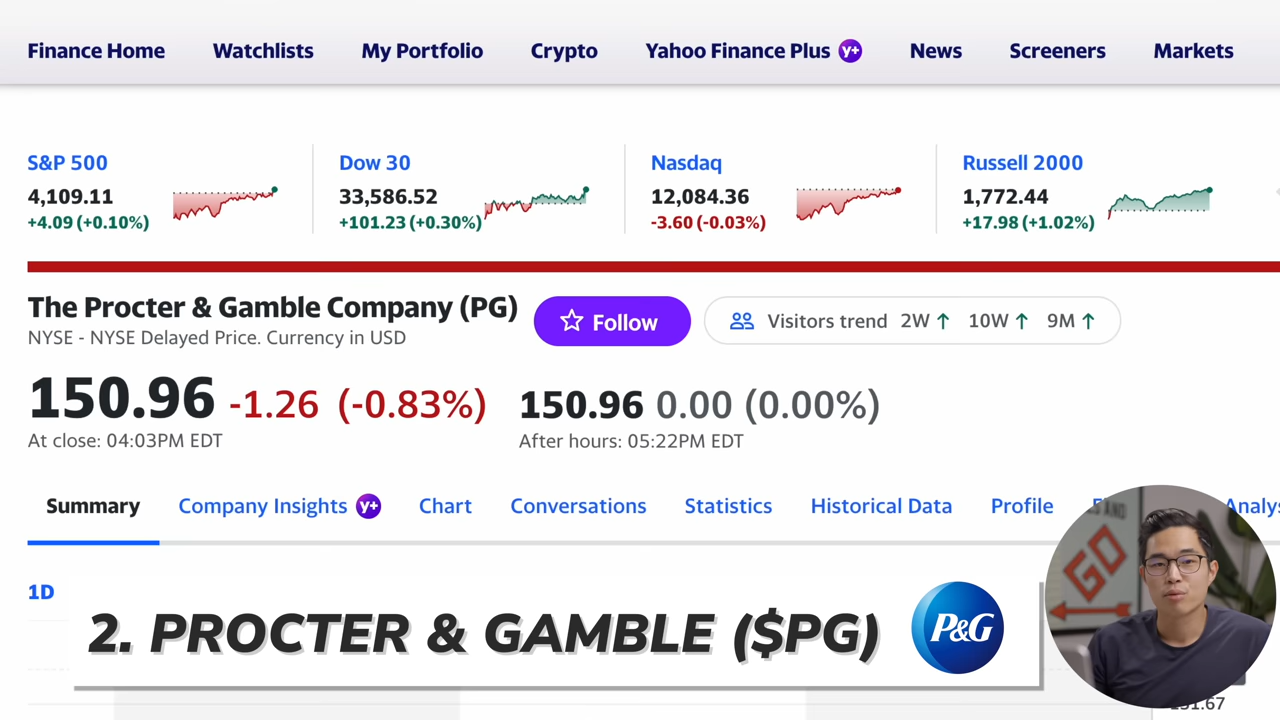 Finance Home Watchlists My Portfolio Crypto Yahoo Finance Plus y+ News Screeners Markets
S&P 500 Dow 30 Nasdaq Russell 2000
4,109.11 33,586.52 12,084.36 1,772.44
+4.09 (+0.10%) +101.23 (+0.30%) -3.60 (-0.03%) +17.98 (+1.02%)
The Procter & Gamble Company (PG) Follow Visitors trend 2W ↑ 10W ↑ 9M ↑
NYSE - NYSE Delayed Price. Currency in USD
150.96 -1.26 (-0.83%) 150.96 0.00 (0.00%)
At close: 04:03PM EDT After hours: 05:22PM EDT
Summary Company Insights y+ Chart Conversations Statistics Historical Data Profile
1D
2. PROCTER & GAMBLE ($PG) P&G
GO